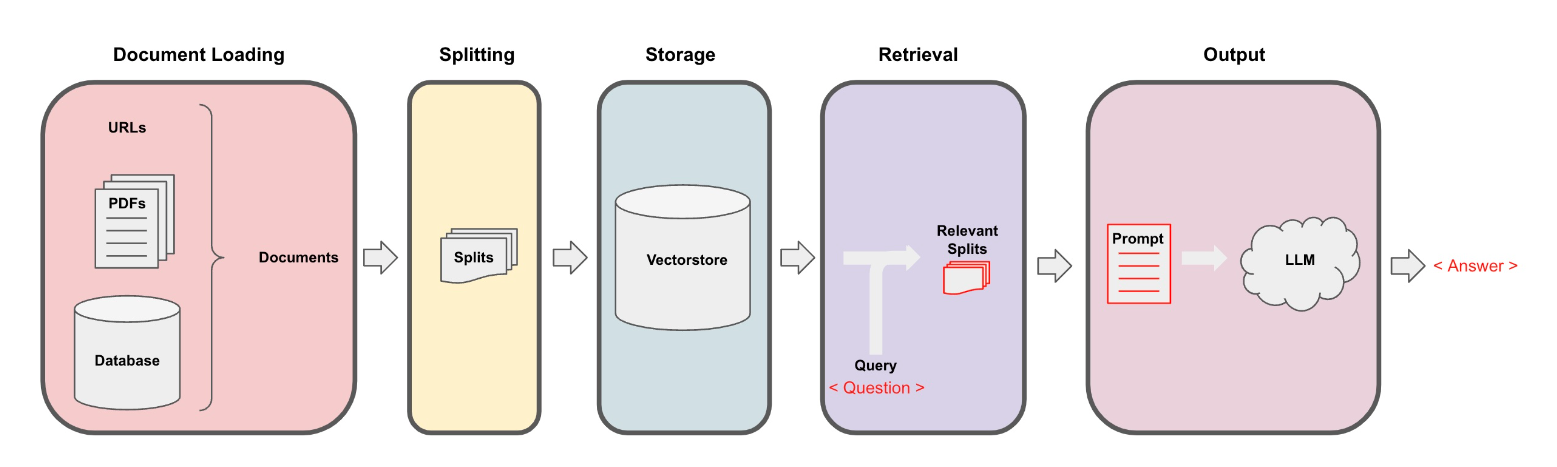 Document Loading
Splitting
Storage
Retrieval
Output
URLs
PDFs
Documents
Database
Splits
Vectorstore
Relevant
Splits
Query
< Question >
Prompt
LLM
< Answer >